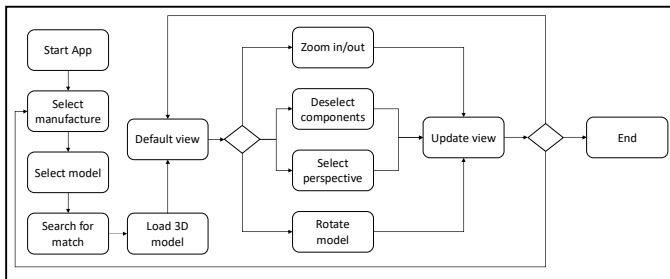 Start App
Select
manufacture
Select model
Search for
match
Load 3D
model
Default view
Zoom in/out
Deselect
components
Select
perspective
Rotate
model
Update view
End